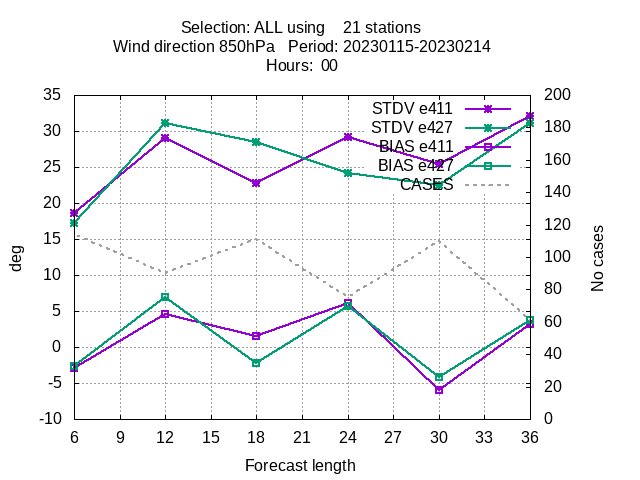 Selection: ALL using    21 stations
Wind direction 850hPa   Period: 20230115-20230214
Hours:  00
STDV e411
STDV e427
BIAS e411
BIAS e427
CASES
deg
35
30
25
20
15
10
5
0
-5
-10
200
180
160
140
120
100
80
60
40
20
0
No cases
6 9 12 15 18 21 24 27 30 33 36
Forecast length